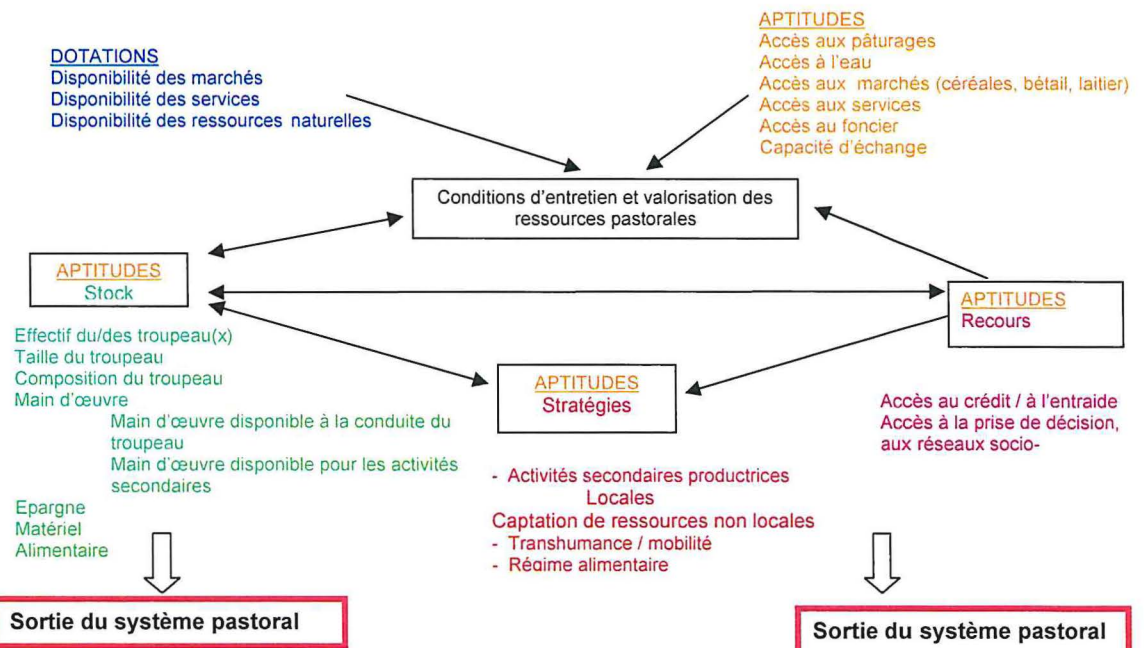 DOTATIONS
Disponibilité des marchés
Disponibilité des services
Disponibilité des ressources naturelles
APTITUDES
Accès aux pâturages
Accès à l'eau
Accès aux marchés (céréales, bétail, laitier)
Accès aux services
Accès au foncier
Capacité d'échange
Conditions d'entretien et valorisation des
ressources pastorales
APTITUDES
Stock
Effectif du/des troupeau(x)
Taille du troupeau
Composition du troupeau
Main d'œuvre
Main d'œuvre disponible à la conduite du
troupeau
Main d'œuvre disponible pour les activités
secondaires
Epargne
Matériel
Alimentaire
APTITUDES
Stratégies
- Activités secondaires productrices
Locales
Captation de ressources non locales
- Transhumance / mobilité
- Régime alimentaire
APTITUDES
Recours
Accès au crédit / à l'entraide
Accès à la prise de décision,
aux réseaux socio-
Sortie du système pastoral
Sortie du système pastoral